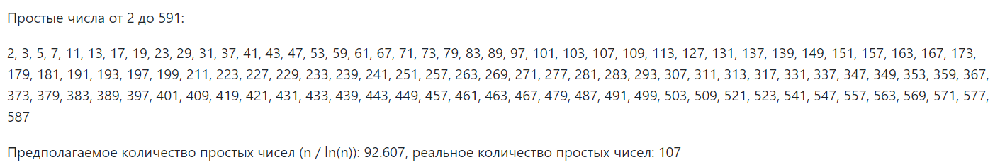 Простые числа от 2 до 591:
2, 3, 5, 7, 11, 13, 17, 19, 23, 29, 31, 37, 41, 43, 47, 53, 59, 61, 67, 71, 73, 79, 83, 89, 97, 101, 103, 107, 109, 113, 127, 131, 137, 139, 149, 151, 157, 163, 167, 173,
179, 181, 191, 193, 197, 199, 211, 223, 227, 229, 233, 239, 241, 251, 257, 263, 269, 271, 277, 281, 283, 293, 307, 311, 313, 317, 331, 337, 347, 349, 353, 359, 367,
373, 379, 383, 389, 397, 401, 409, 419, 421, 431, 433, 439, 443, 449, 457, 461, 463, 467, 479, 487, 491, 499, 503, 509, 521, 523, 541, 547, 557, 563, 569, 571, 577,
587
Предполагаемое количество простых чисел (n / ln(n)): 92.607, реальное количество простых чисел: 107